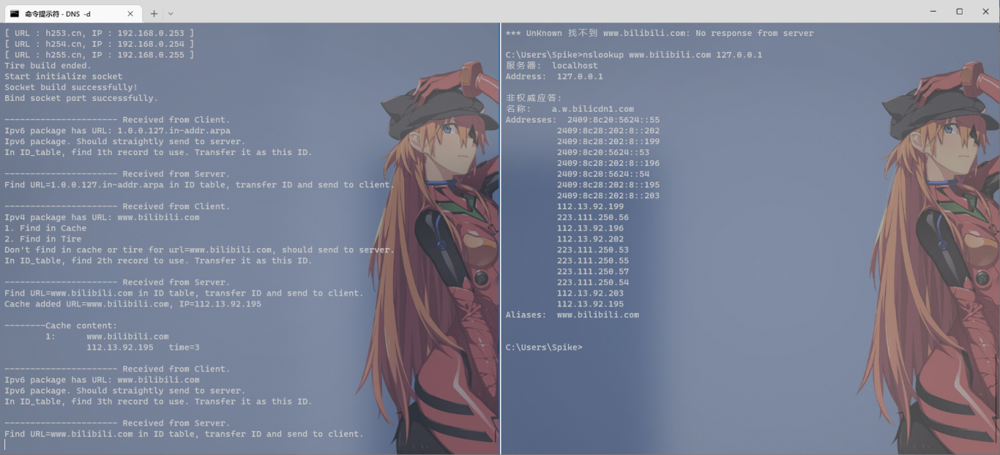 命令提示符 - DNS  -d
[ URL : h253.cn, IP : 192.168.0.253 ]
[ URL : h254.cn, IP : 192.168.0.254 ]
[ URL : h255.cn, IP : 192.168.0.255 ]
Tire build ended.
Start initialize socket
Socket build successfully!
Bind socket port successfully.
---------------------- Received from Client.
Ipv6 package has URL: 1.0.0.127.in-addr.arpa
Ipv6 package. Should straightly send to server.
In ID_table, find 1th record to use. Transfer it as this ID.
---------------------- Received from Server.
Find URL=1.0.0.127.in-addr.arpa in ID table, transfer ID and send to client.
---------------------- Received from Client.
Ipv4 package has URL: www.bilibili.com
1. Find in Cache
2. Find in Tire
Don't find in cache or tire for url=www.bilibili.com, should send to server.
In ID_table, find 2th record to use. Transfer it as this ID.
---------------------- Received from Server.
Find URL=www.bilibili.com in ID table, transfer ID and send to client.
Cache added URL=www.bilibili.com, IP=112.13.92.195
--------Cache content:
1:      www.bilibili.com
112.13.92.195   time=3
---------------------- Received from Client.
Ipv6 package has URL: www.bilibili.com
Ipv6 package. Should straightly send to server.
In ID_table, find 3th record to use. Transfer it as this ID.
---------------------- Received from Server.
Find URL=www.bilibili.com in ID table, transfer ID and send to client.
*** UnKnown 找不到 www.bilibili.com: No response from server
C:\Users\Spike>nslookup www.bilibili.com 127.0.0.1
服务器:  localhost
Address:  127.0.0.1
非权威应答:
名称:    a.w.bilicdn1.com
Addresses:  2409:8c20:5624::55
2409:8c28:202:8::202
2409:8c28:202:8::199
2409:8c20:5624::53
2409:8c28:202:8::196
2409:8c20:5624::54
2409:8c28:202:8::195
2409:8c28:202:8::203
112.13.92.199
223.111.250.56
112.13.92.196
112.13.92.202
223.111.250.53
223.111.250.55
223.111.250.57
223.111.250.54
112.13.92.203
112.13.92.195
Aliases:  www.bilibili.com
C:\Users\Spike>